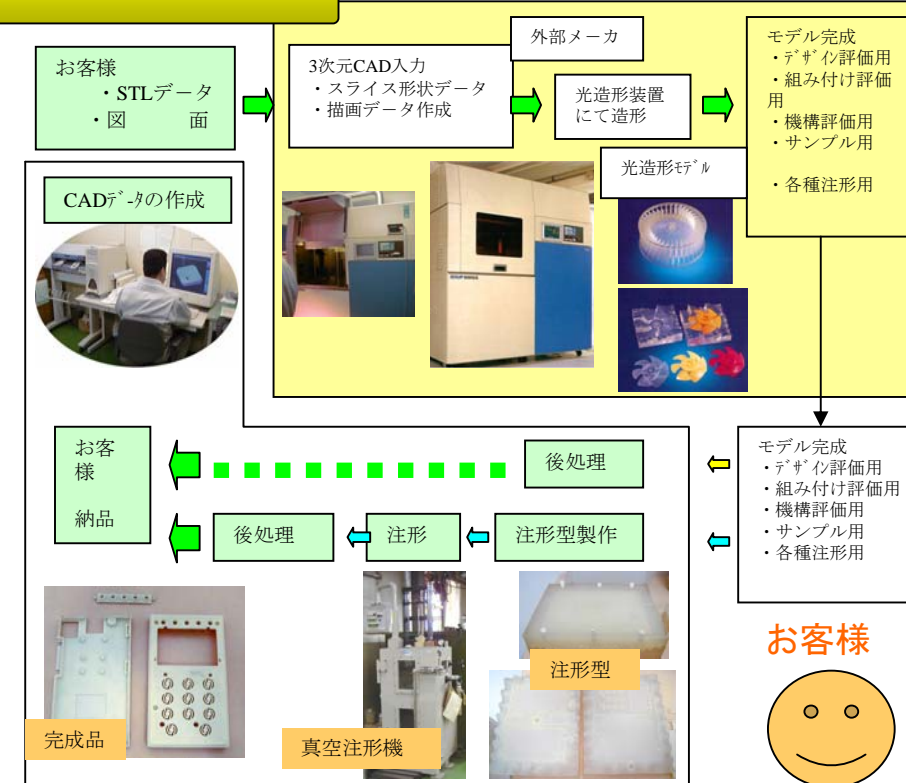 お客様
・STLデータ
・図　　面
3次元CAD入力
・スライス形状データ
・描画データ作成
外部メーカ
光造形装置
にて造形
モデル完成
・ﾃﾞｻﾞｲﾝ評価用
・組み付け評価
用
・機構評価用
・サンプル用
・各種注形用
光造形ﾓﾃﾞﾙ
CADﾃﾞ-ﾀの作成
お客
様
納品
後処理
後処理
注形
注形型製作
モデル完成
・ﾃﾞｻﾞｲﾝ評価用
・組み付け評価用
・機構評価用
・サンプル用
・各種注形用
完成品
真空注形機
注形型
お客様